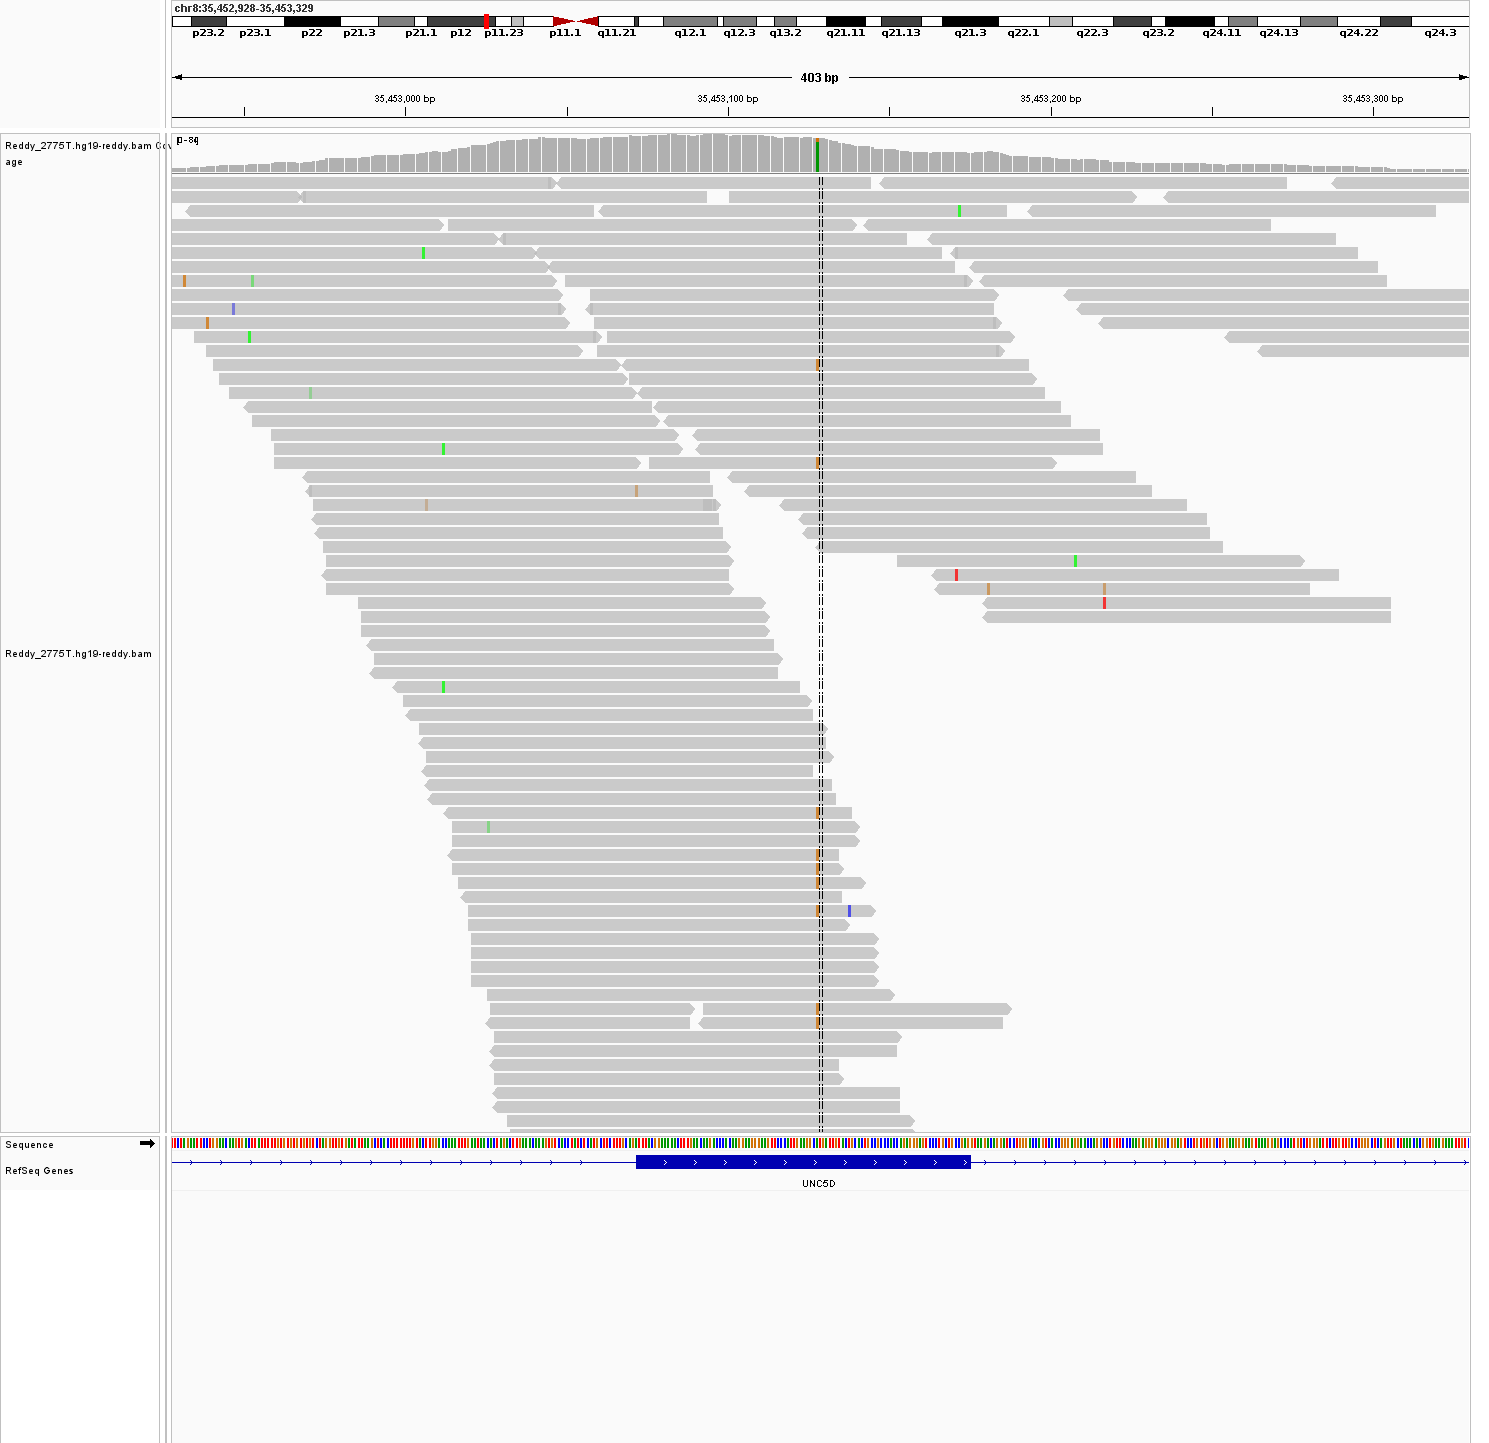 chr8:35,452,928-35,453,329
p23.2 p23.1 p22 p21.3 p21.1 p12 p11.23 p11.1 q11.21 q12.1 q12.3 q13.2 q21.11 q21.13 q21.3 q22.1 q22.3 q23.2 q24.11 q24.13 q24.22 q24.3
403 bp
35,453,000 bp 35,453,100 bp 35,453,200 bp 35,453,300 bp
Reddy_2775T.hg19-reddy.bam Cov
age
Reddy_2775T.hg19-reddy.bam
Sequence
RefSeq Genes
UNC5D